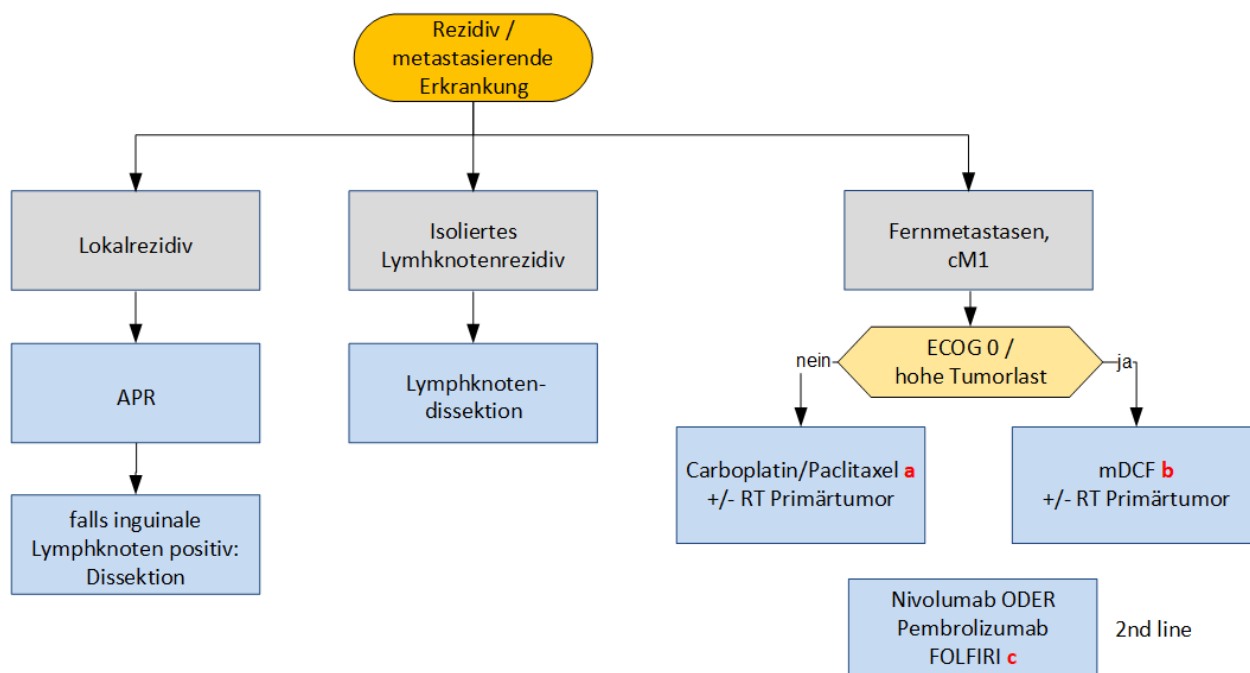 Rezidiv /
metastasierende
Erkrankung
Lokalrezidiv
Isoliertes
Lymhknotenrezidiv
Fernmetastasen,
cM1
APR
Lymphknoten-
dissektion
nein
ECOG 0 /
hohe Tumorlast
ja
falls inguinale
Lymphknoten positiv:
Dissektion
Carboplatin/Paclitaxel a
+/- RT Primärtumor
mDCF b
+/- RT Primärtumor
Nivolumab ODER
Pembrolizumab
FOLFIRI c
2nd line